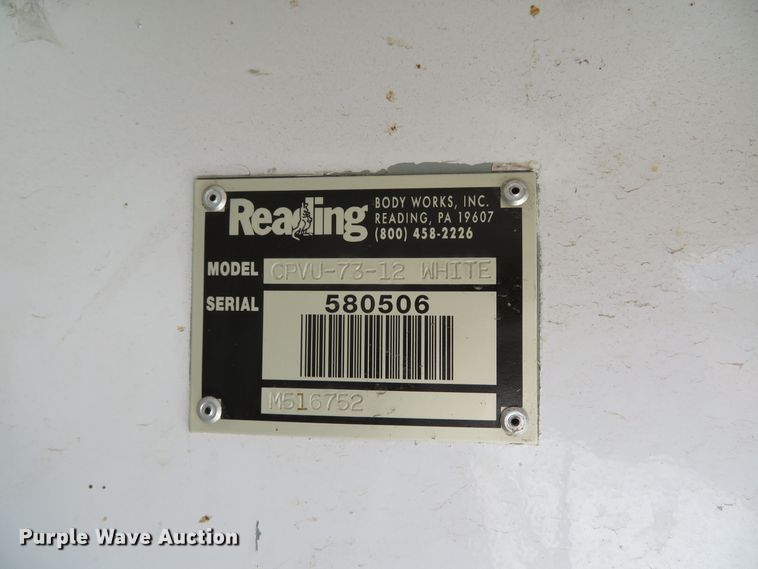 Reading
BODY WORKS, INC.
READING, PA 19607
(800) 458-2226
MODEL CPVU-73-12 WHITE
SERIAL 580506
M516752
Purple Wave Auction